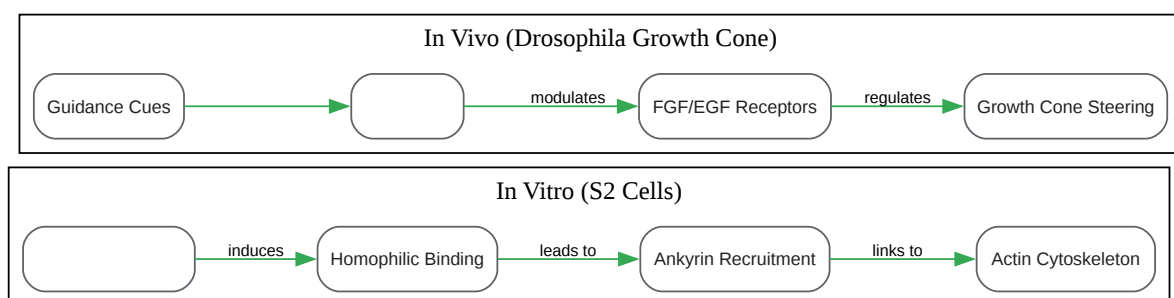 In Vivo (Drosophila Growth Cone)
Guidance Cues
modulates
FGF/EGF Receptors
regulates
Growth Cone Steering
In Vitro (S2 Cells)
induces
Homophilic Binding
leads to
Ankyrin Recruitment
links to
Actin Cytoskeleton